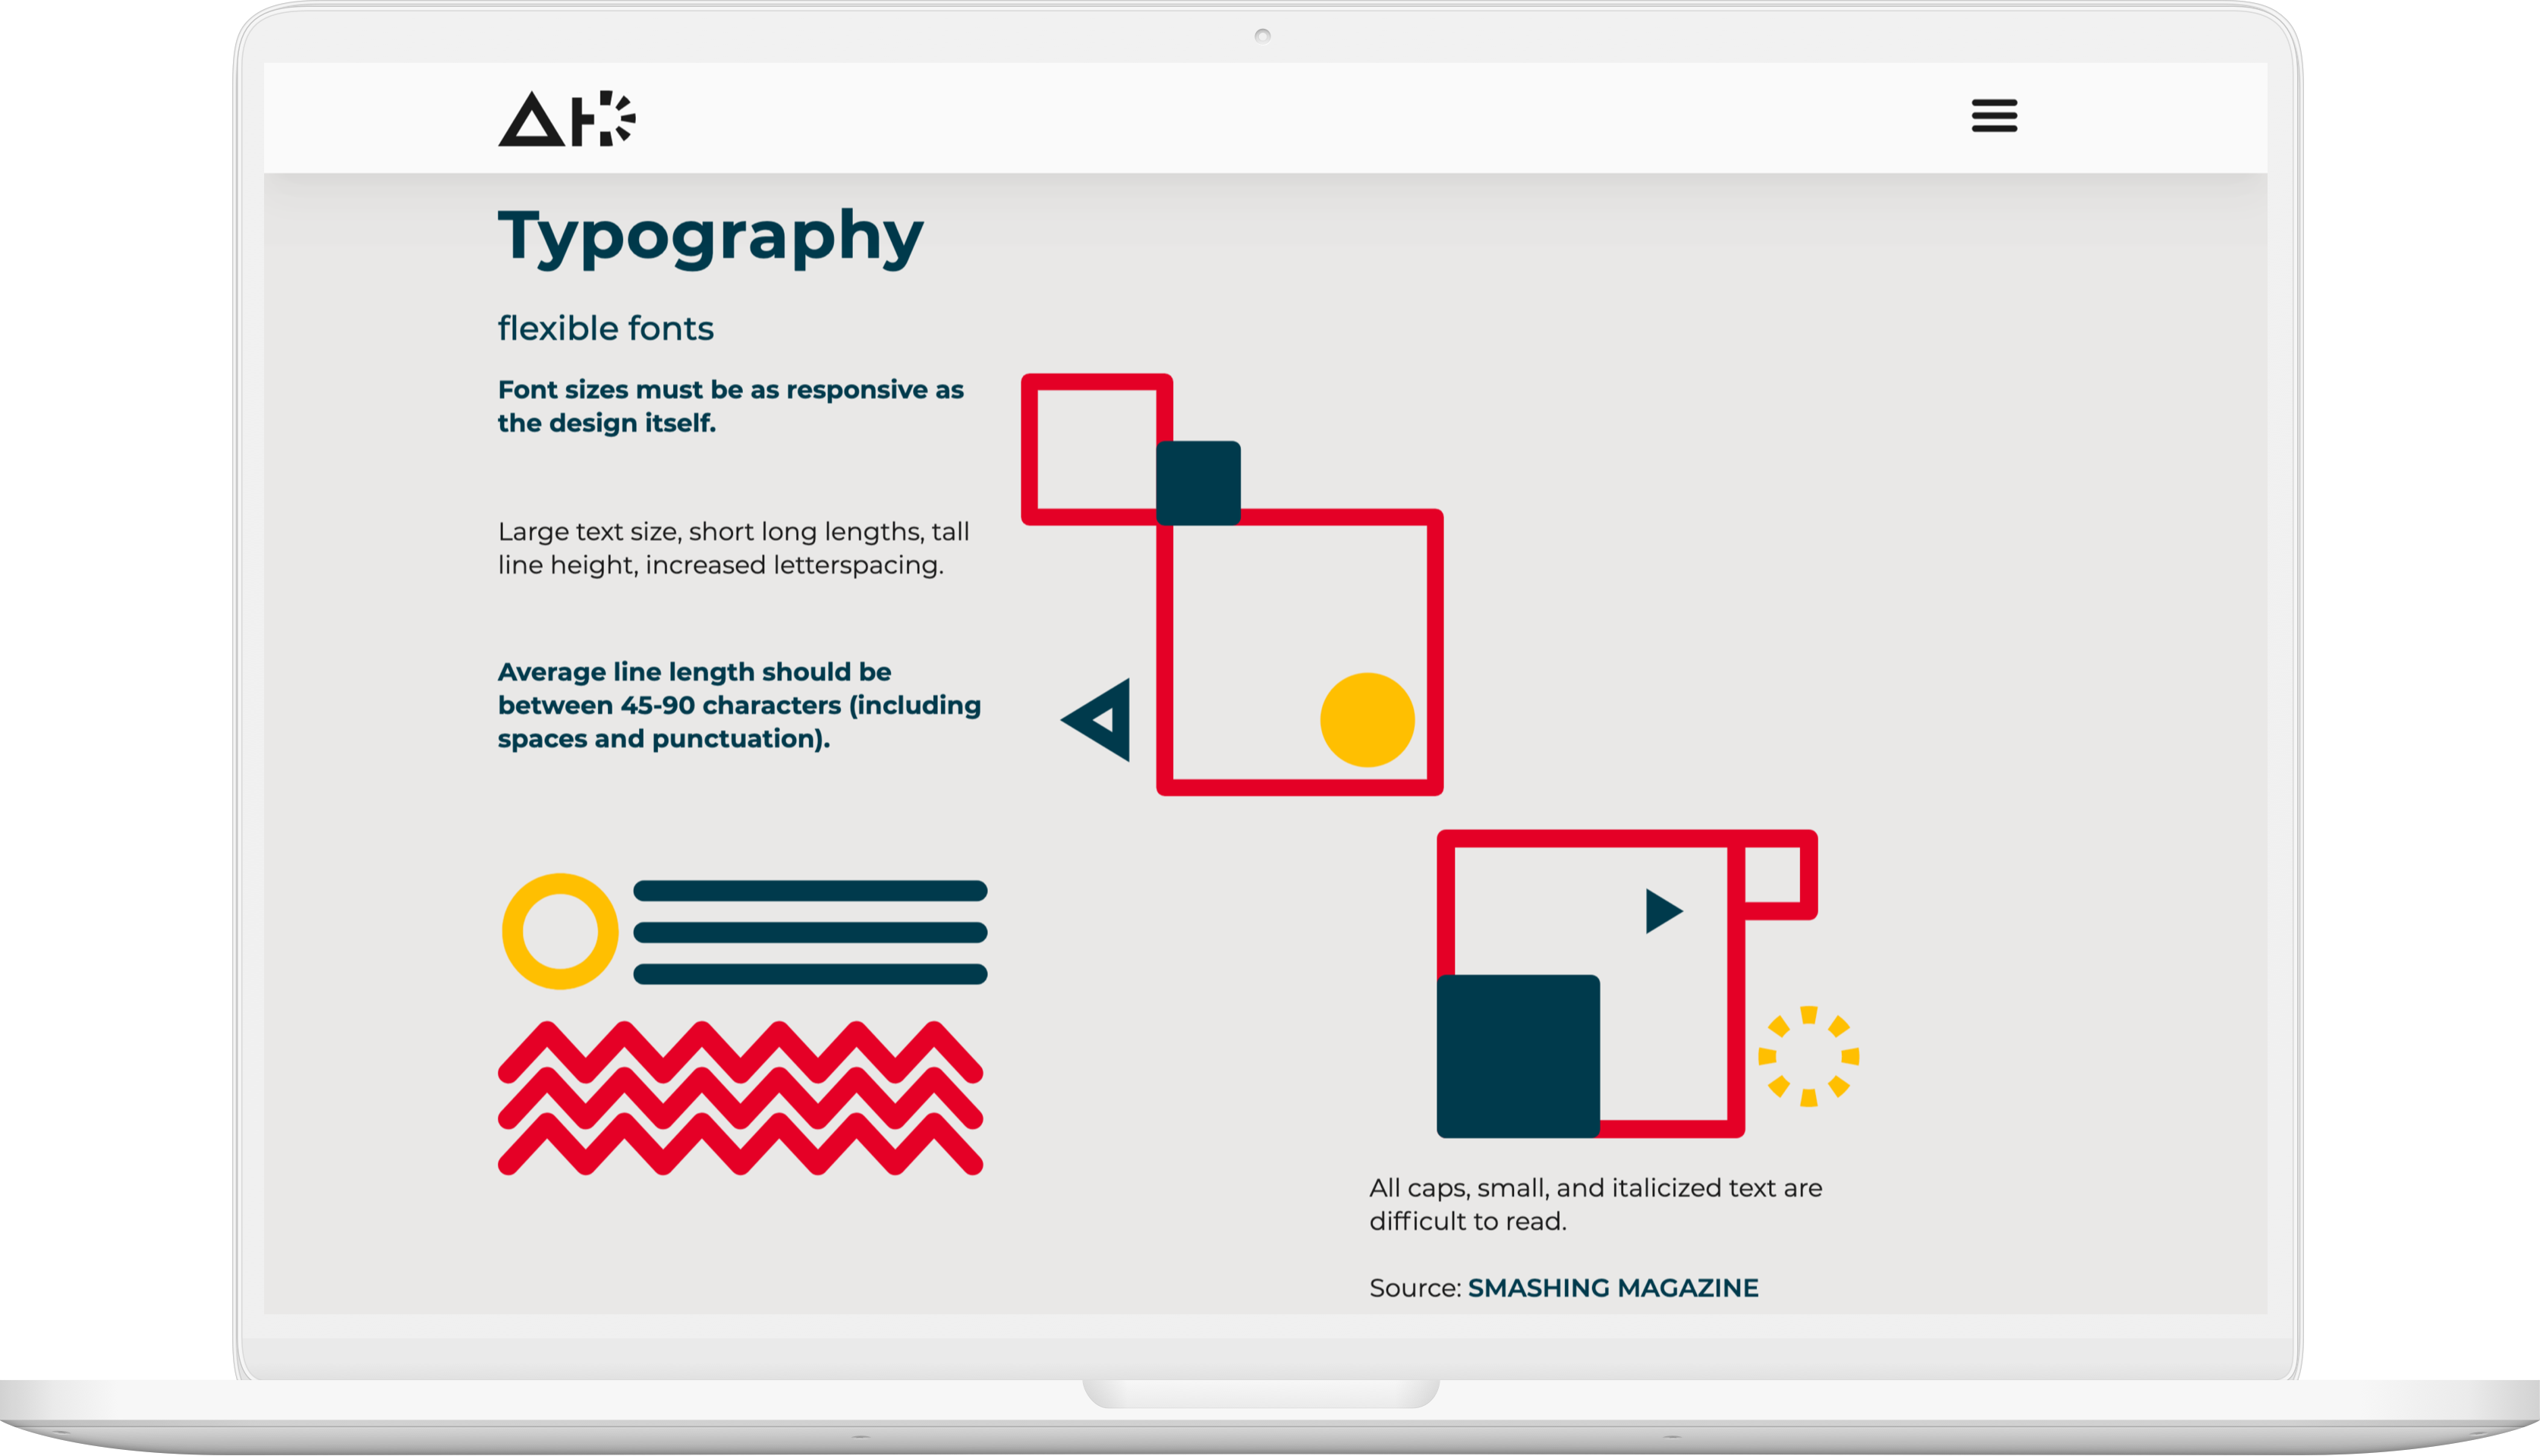 Typography
flexible fonts
Font sizes must be as responsive as
the design itself.
Large text size, short long lengths, tall
line height, increased letterspacing.
Average line length should be
between 45-90 characters (including
spaces and punctuation).
All caps, small, and italicized text are
difficult to read.
Source: SMASHING MAGAZINE